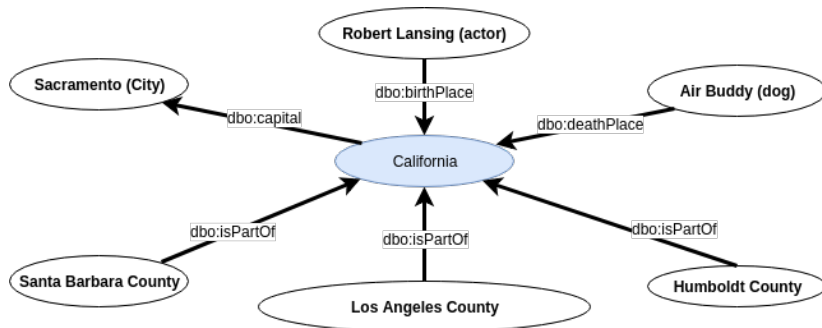 Robert Lansing (actor)
Sacramento (City)
Air Buddy (dog)
dbo:birthPlace
dbo:capital
dbo:deathPlace
California
dbo:isPartOf
dbo:isPartOf
dbo:isPartOf
Santa Barbara County
Los Angeles County
Humboldt County